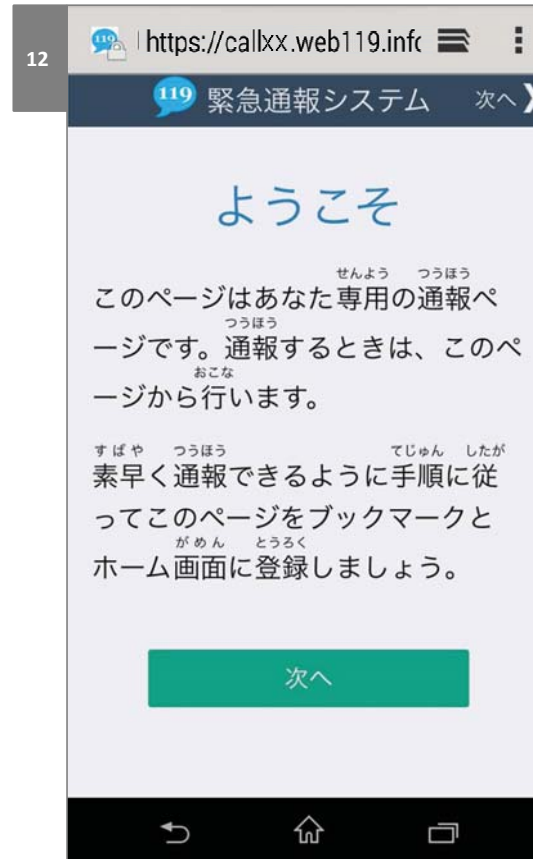 12
119 https://callxx.web119.info
119 緊急通報システム 次へ
ようこそ
せんよう つうほう
このページはあなた専用の通報ペ
つうほう
ージです。通報するときは、このペ
おこな
ージから行います。
すばや つうほう てじゅん したが
素早く通報できるように手順に従
ってこのページをブックマークと
がめん とうろく
ホーム画面に登録しましょう。
次へ